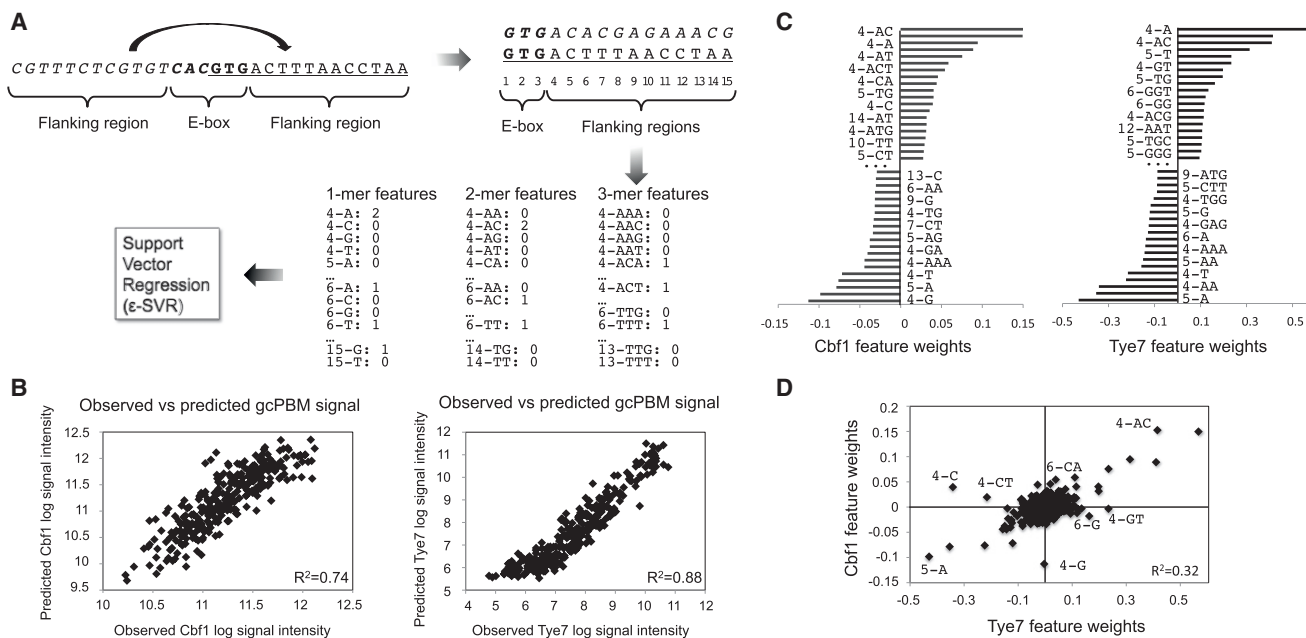 A
CGTTTCTCGTGTCACGTGACTTTAACCTAA
Flanking region
E-box
Flanking region
GTGACACGAGAAACG
GTGACTTTAACCTAA
1 2 3 4 5 6 7 8 9 10 11 12 13 14 15
E-box
Flanking regions
1-mer features
4-A: 2
4-C: 0
4-G: 0
4-T: 0
5-A: 0
…
6-A: 1
6-C: 0
6-G: 0
6-T: 1
…
15-G: 1
15-T: 0
2-mer features
4-AA: 0
4-AC: 2
4-AG: 0
4-AT: 0
4-CA: 0
…
6-AA: 0
6-AC: 1
…
6-TT: 1
…
14-TG: 0
14-TT: 0
3-mer features
4-AAA: 0
4-AAC: 0
4-AAG: 0
4-AAT: 0
4-ACA: 1
…
4-ACT: 1
…
6-TTG: 0
6-TTT: 1
…
13-TTG: 0
13-TTT: 0
Support
Vector
Regression
(ε-SVR)
B
Observed vs predicted gcPBM signal
Predicted Cbf1 log signal intensity
12.5
12
11.5
11
10.5
10
9.5
R²=0.74
10 10.5 11 11.5 12 12.5
Observed Cbf1 log signal intensity
Observed vs predicted gcPBM signal
Predicted Tye7 log signal intensity
12
11
10
9
8
7
6
5
R²=0.88
4 5 6 7 8 9 10 11 12
Observed Tye7 log signal intensity
C
4-AC
4-A
4-AT
4-ACT
4-CA
5-TG
4-C
14-AT
4-ATG
10-TT
5-CT
...
13-C
6-AA
9-G
4-TG
7-CT
5-AG
4-GA
4-AAA
4-T
5-A
4-G
-0.15 -0.1 -0.05 0 0.05 0.1 0.15
Cbf1 feature weights
4-A
4-AC
5-T
4-GT
5-TG
6-GGT
6-GG
4-ACG
12-AAT
5-TGC
5-GGG
...
9-ATG
5-CTT
4-TGG
5-G
4-GAG
6-A
4-AAA
5-AA
4-T
4-AA
5-A
-0.5 -0.3 -0.1 0.1 0.3 0.5
Tye7 feature weights
D
Cbf1 feature weights
0.2
0.15
0.1
0.05
0
-0.05
-0.1
-0.15
4-AC
6-CA
4-C
4-CT
6-G
4-GT
4-G
5-A
R²=0.32
-0.5 -0.3 -0.1 0.1 0.3 0.5
Tye7 feature weights